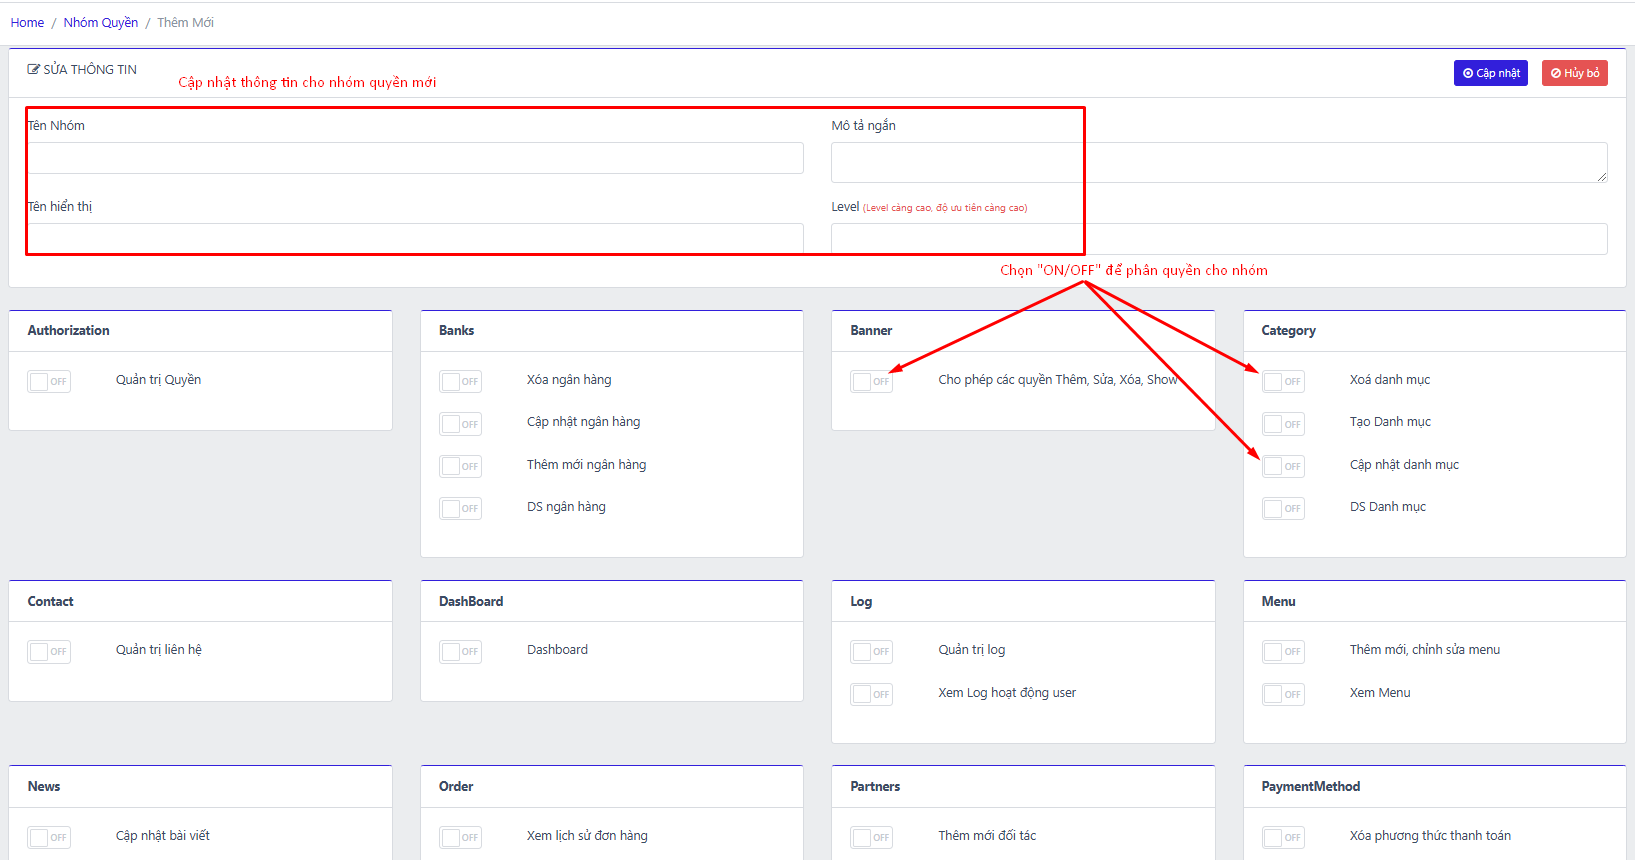 Home / Nhóm Quyền / Thêm Mới
SỬA THÔNG TIN
Cập nhật thông tin cho nhóm quyền mới
Cập nhật
Hủy bỏ
Tên Nhóm
Mô tả ngắn
Tên hiển thị
Level (Level càng cao, độ ưu tiên càng cao)
Chọn "ON/OFF" để phân quyền cho nhóm
Authorization
OFF Quản trị Quyền
Banks
OFF Xóa ngân hàng
OFF Cập nhật ngân hàng
OFF Thêm mới ngân hàng
OFF DS ngân hàng
Banner
OFF Cho phép các quyền Thêm, Sửa, Xóa, Show
Category
OFF Xoá danh mục
OFF Tạo Danh mục
OFF Cập nhật danh mục
OFF DS Danh mục
Contact
OFF Quản trị liên hệ
DashBoard
OFF Dashboard
Log
OFF Quản trị log
OFF Xem Log hoạt động user
Menu
OFF Thêm mới, chỉnh sửa menu
OFF Xem Menu
News
OFF Cập nhật bài viết
Order
OFF Xem lịch sử đơn hàng
Partners
OFF Thêm mới đối tác
PaymentMethod
OFF Xóa phương thức thanh toán